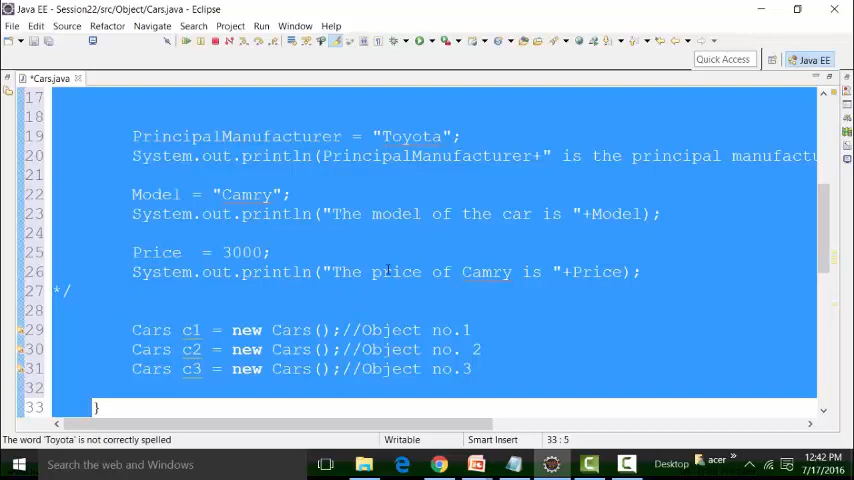 Java EE - Session22/src/Object/Cars.java - Eclipse
File Edit Source Refactor Navigate Search Project Run Window Help
Quick Access
Java EE
*Cars.java
17
18
19 PrincipalManufacturer = "Toyota";
20 System.out.println(PrincipalManufacturer+" is the principal manufactu
21
22 Model = "Camry";
23 System.out.println("The model of the car is "+Model);
24
25 Price = 3000;
26 System.out.println("The price of Camry is "+Price);
27 */
28
29 Cars c1 = new Cars();//Object no.1
30 Cars c2 = new Cars();//Object no. 2
31 Cars c3 = new Cars();//Object no.3
32
33 }
The word 'Toyota' is not correctly spelled Writable Smart Insert 33 : 5
Search the web and Windows
Desktop
acer
12:42 PM
7/17/2016